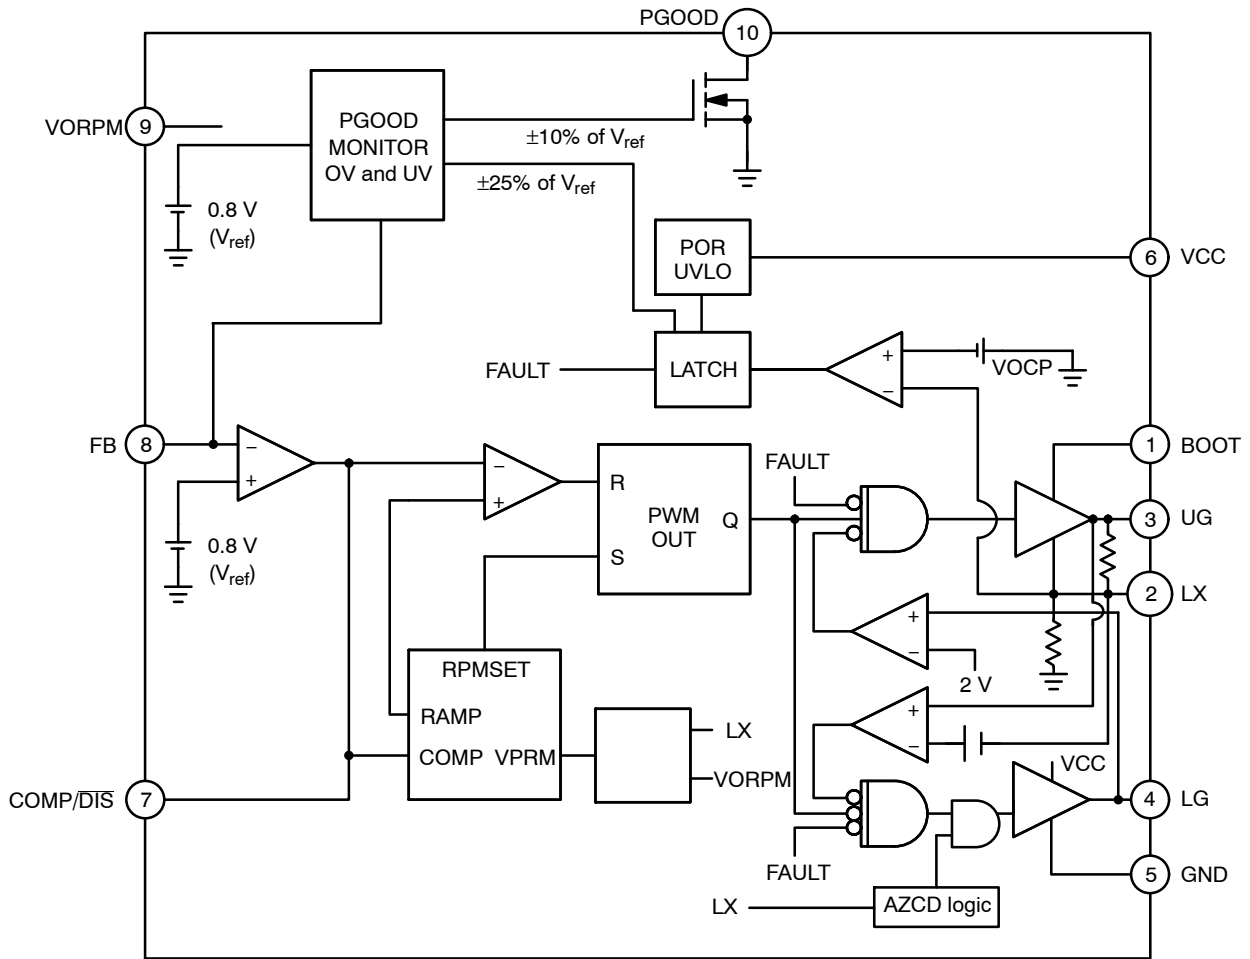 PGOOD
10
VORPM
9
PGOOD
MONITOR
OV and UV
±10% of Vref
±25% of Vref
0.8 V
(Vref)
POR
UVLO
6
VCC
FAULT
LATCH
+
−
VOCP
FB
8
−
+
0.8 V
(Vref)
−
+
R
S
PWM
OUT
Q
FAULT
1
BOOT
3
UG
2
LX
+
−
2 V
RPMSET
RAMP
COMP
VPRM
LX
VORPM
+
−
VCC
COMP/DIS
7
4
LG
FAULT
5
GND
LX
AZCD logic